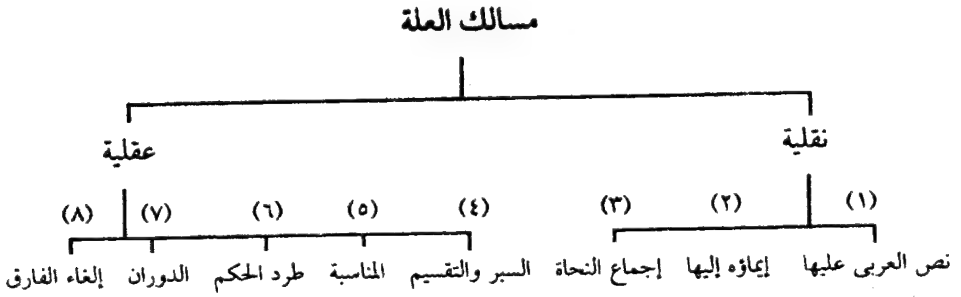 مسالك العلة
نقلية عقلية
(١) (٢) (٣) (٤) (٥) (٦) (٧) (٨)
نص العربى عليها إيماؤه إليها إجماع النحاة السبر والتقسيم المناسبة طرد الحكم الدوران إلغاء الفارق